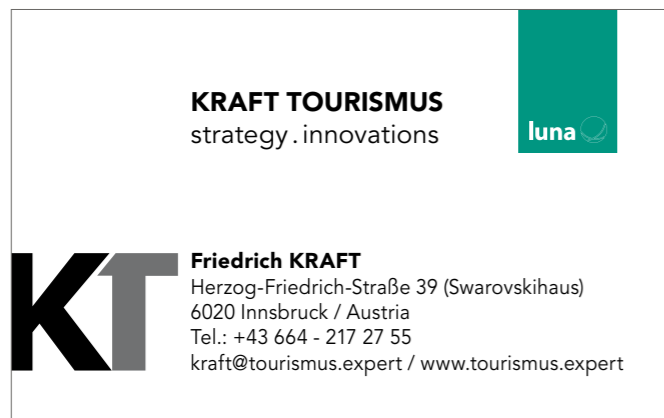 KRAFT TOURISMUS
strategy . innovations
luna
KT
Friedrich KRAFT
Herzog-Friedrich-Straße 39 (Swarovskihaus)
6020 Innsbruck / Austria
Tel.: +43 664 - 217 27 55
kraft@tourismus.expert / www.tourismus.expert